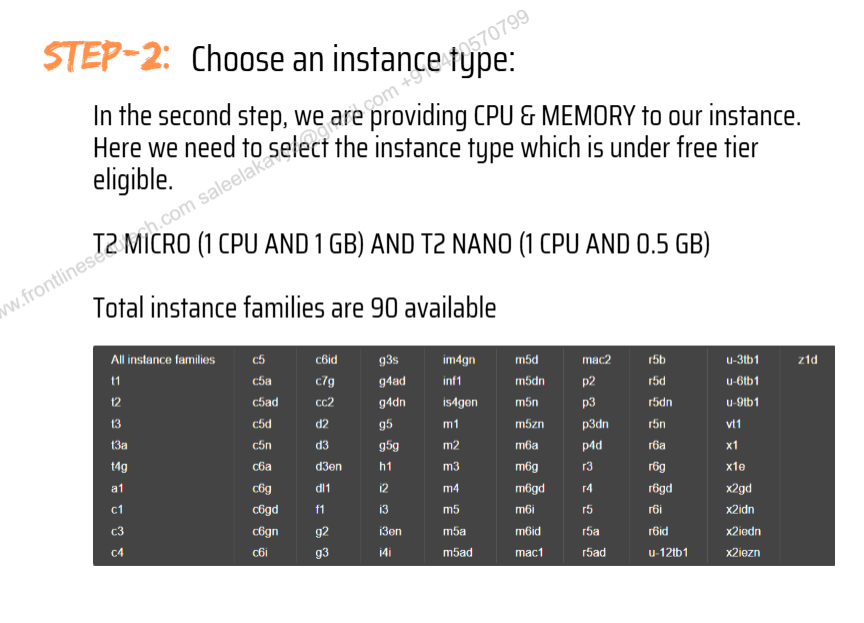 STEP-2: Choose an instance type:
In the second step, we are providing CPU & MEMORY to our instance.
Here we need to select the instance type which is under free tier
eligible.
T2 MICRO (1 CPU AND 1 GB) AND T2 NANO (1 CPU AND 0.5 GB)
Total instance families are 90 available
All instance families c5 c6id g3s im4gn m5d mac2 r5b u-3tb1 z1d
t1 c5a c7g g4ad inf1 m5dn p2 r5d u-6tb1
t2 c5ad cc2 g4dn is4gen m5n p3 r5dn u-9tb1
t3 c5d d2 g5 m1 m5zn p3dn r5n vt1
t3a c5n d3 g5g m2 m6a p4d r6a x1
t4g c6a d3en h1 m3 m6g r3 r6g x1e
a1 c6g dl1 i2 m4 m6gd r4 r6gd x2gd
c1 c6gd f1 i3 m5 m6i r5 r6i x2idn
c3 c6gn g2 i3en m5a m6id r5a r6id x2iedn
c4 c6i g3 i4i m5ad mac1 r5ad u-12tb1 x2iezn